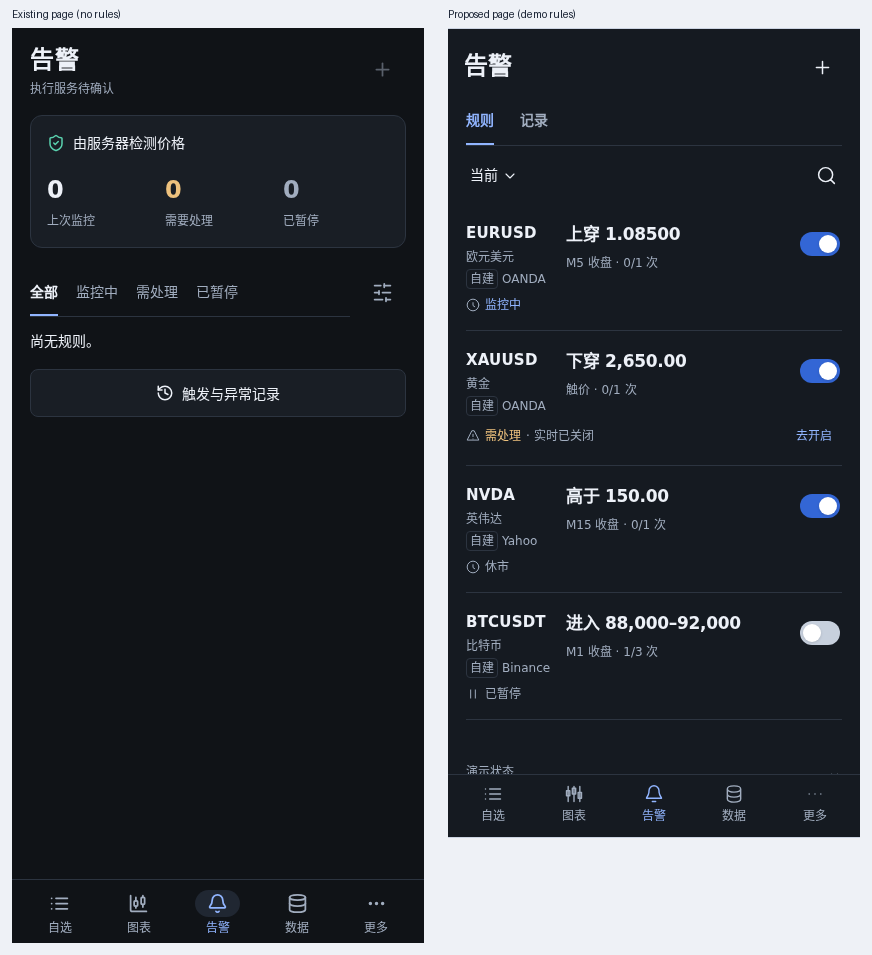 Existing page (no rules)
告警
执行服务待确认
由服务器检测价格
0 0 0
上次监控 需要处理 已暂停
全部 监控中 需处理 已暂停
尚无规则。
触发与异常记录
自选 图表 告警 数据 更多
Proposed page (demo rules)
告警
规则 记录
当前
EURUSD 上穿 1.08500
欧元美元 M5 收盘 · 0/1 次
自建 OANDA
监控中
XAUUSD 下穿 2,650.00
黄金 触价 · 0/1 次
自建 OANDA
需处理 · 实时已关闭 去开启
NVDA 高于 150.00
英伟达 M15 收盘 · 0/1 次
自建 Yahoo
休市
BTCUSDT 进入 88,000–92,000
比特币 M1 收盘 · 1/3 次
自建 Binance
已暂停
演示状态
自选 图表 告警 数据 更多